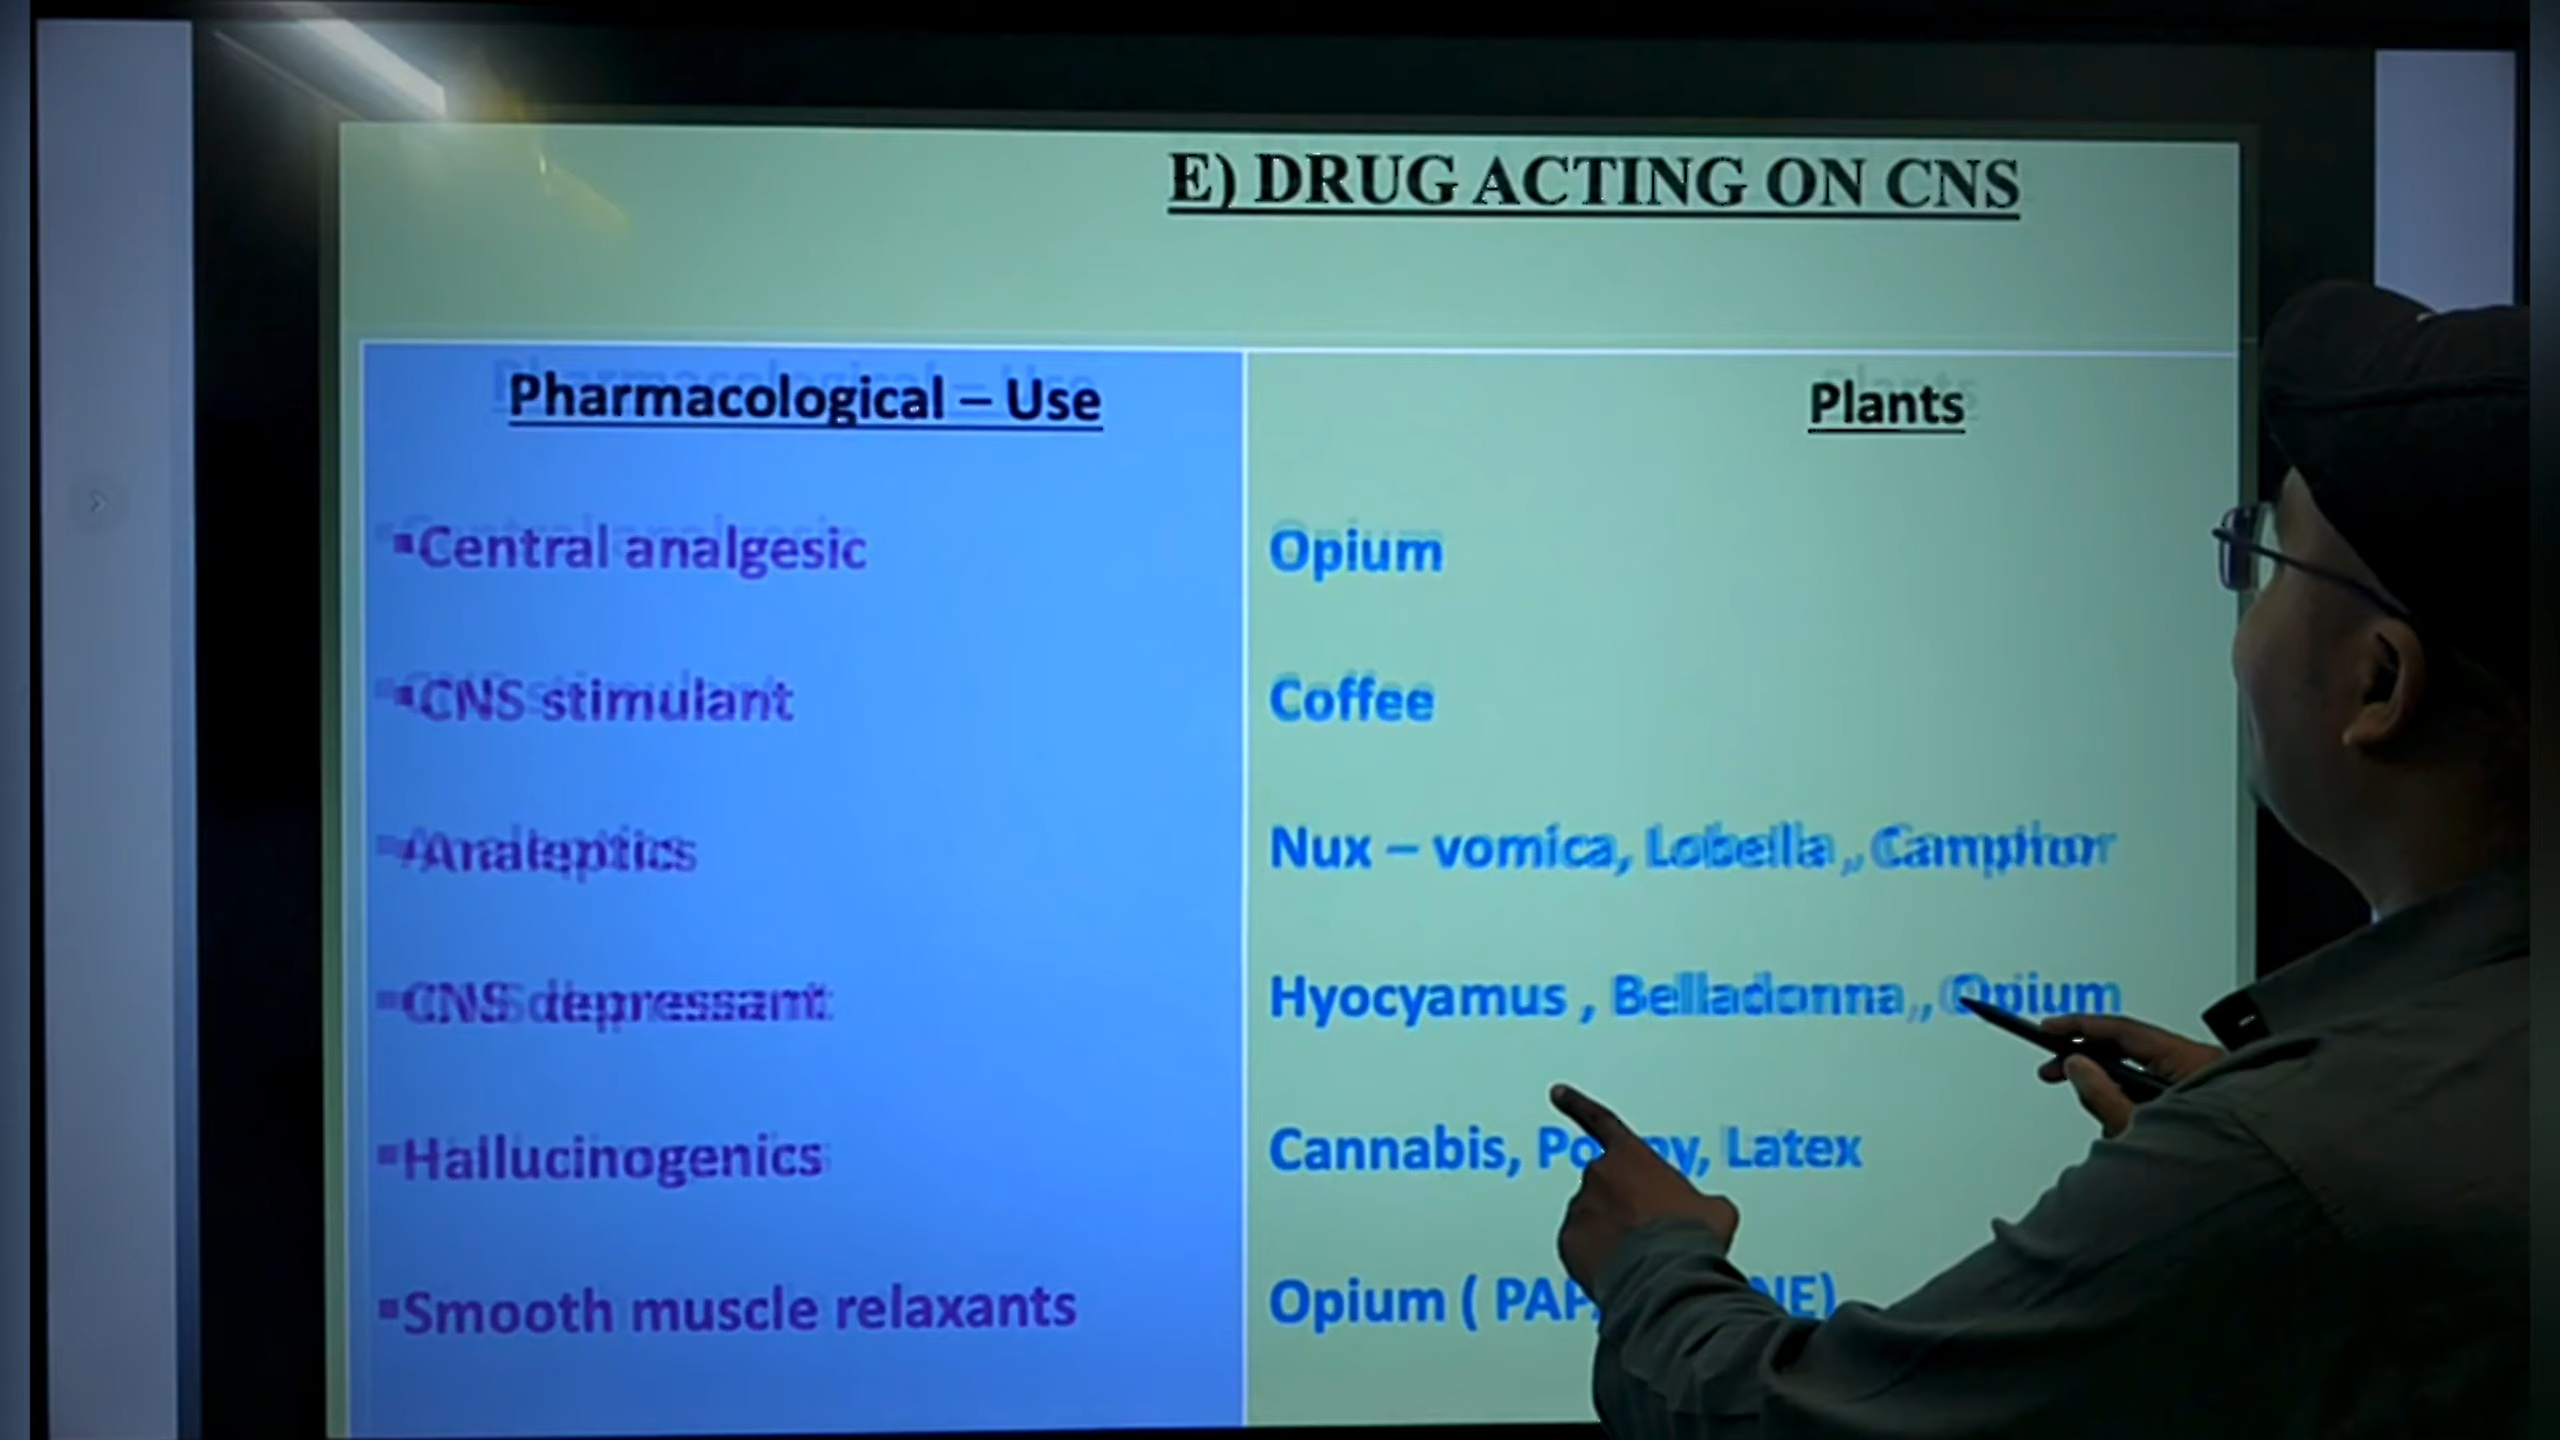 E) DRUG ACTING ON CNS
Pharmacological – Use Plants
▪Central analgesic Opium
▪CNS stimulant Coffee
▪Analeptics Nux – vomica, Lobella , Camphor
▪CNS depressant Hyocyamus , Belladonna , Opium
▪Hallucinogenics Cannabis, Latex
▪Smooth muscle relaxants Opium (